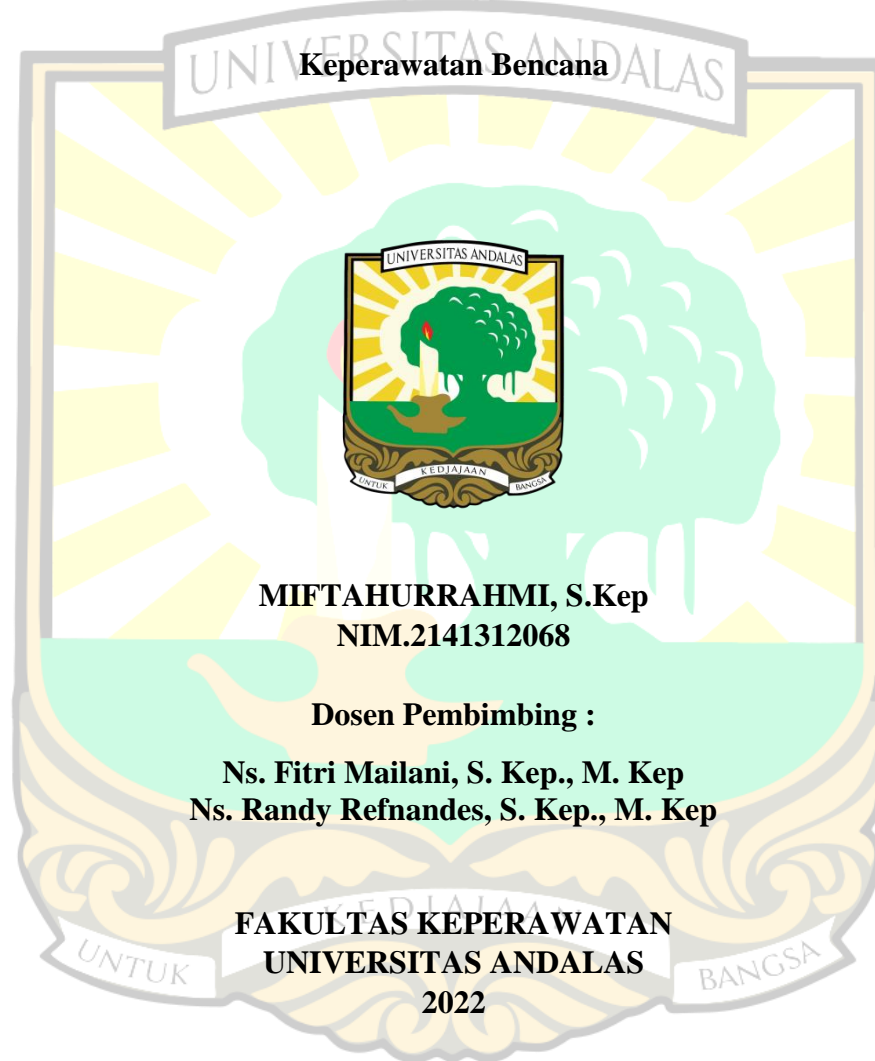 UNIVERSITAS ANDALAS
Keperawatan Bencana
UNIVERSITAS ANDALAS
UNTUK KEDJAJAAN BANGSA
MIFTAHURRAHMI, S.Kep
NIM.2141312068
Dosen Pembimbing :
Ns. Fitri Mailani, S. Kep., M. Kep
Ns. Randy Refnandes, S. Kep., M. Kep
FAKULTAS KEPERAWATAN
UNIVERSITAS ANDALAS
2022
UNTUK KEDJAJAAN BANGSA